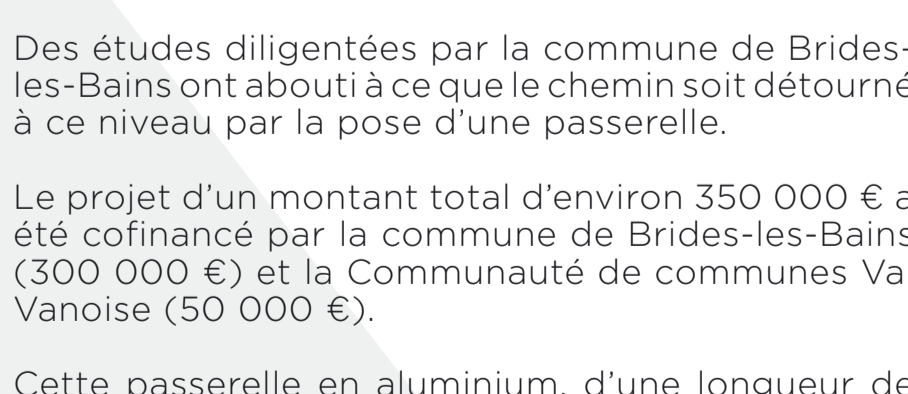 Des études diligentées par la commune de Brides-
les-Bains ont abouti à ce que le chemin soit détourné
à ce niveau par la pose d’une passerelle.
Le projet d’un montant total d’environ 350 000 € a
été cofinancé par la commune de Brides-les-Bains
(300 000 €) et la Communauté de communes Va
Vanoise (50 000 €).
Cette passerelle en aluminium, d’une longueur de